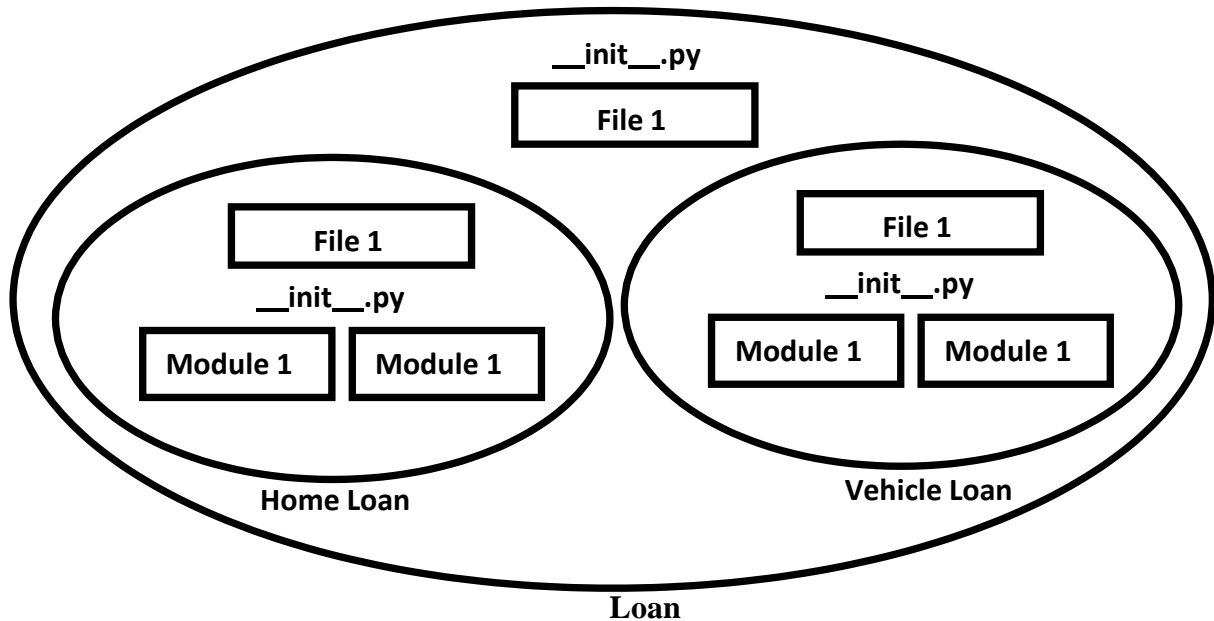 __init__.py
File 1
File 1
__init__.py
Module 1 Module 1
Home Loan
File 1
__init__.py
Module 1 Module 1
Vehicle Loan
Loan